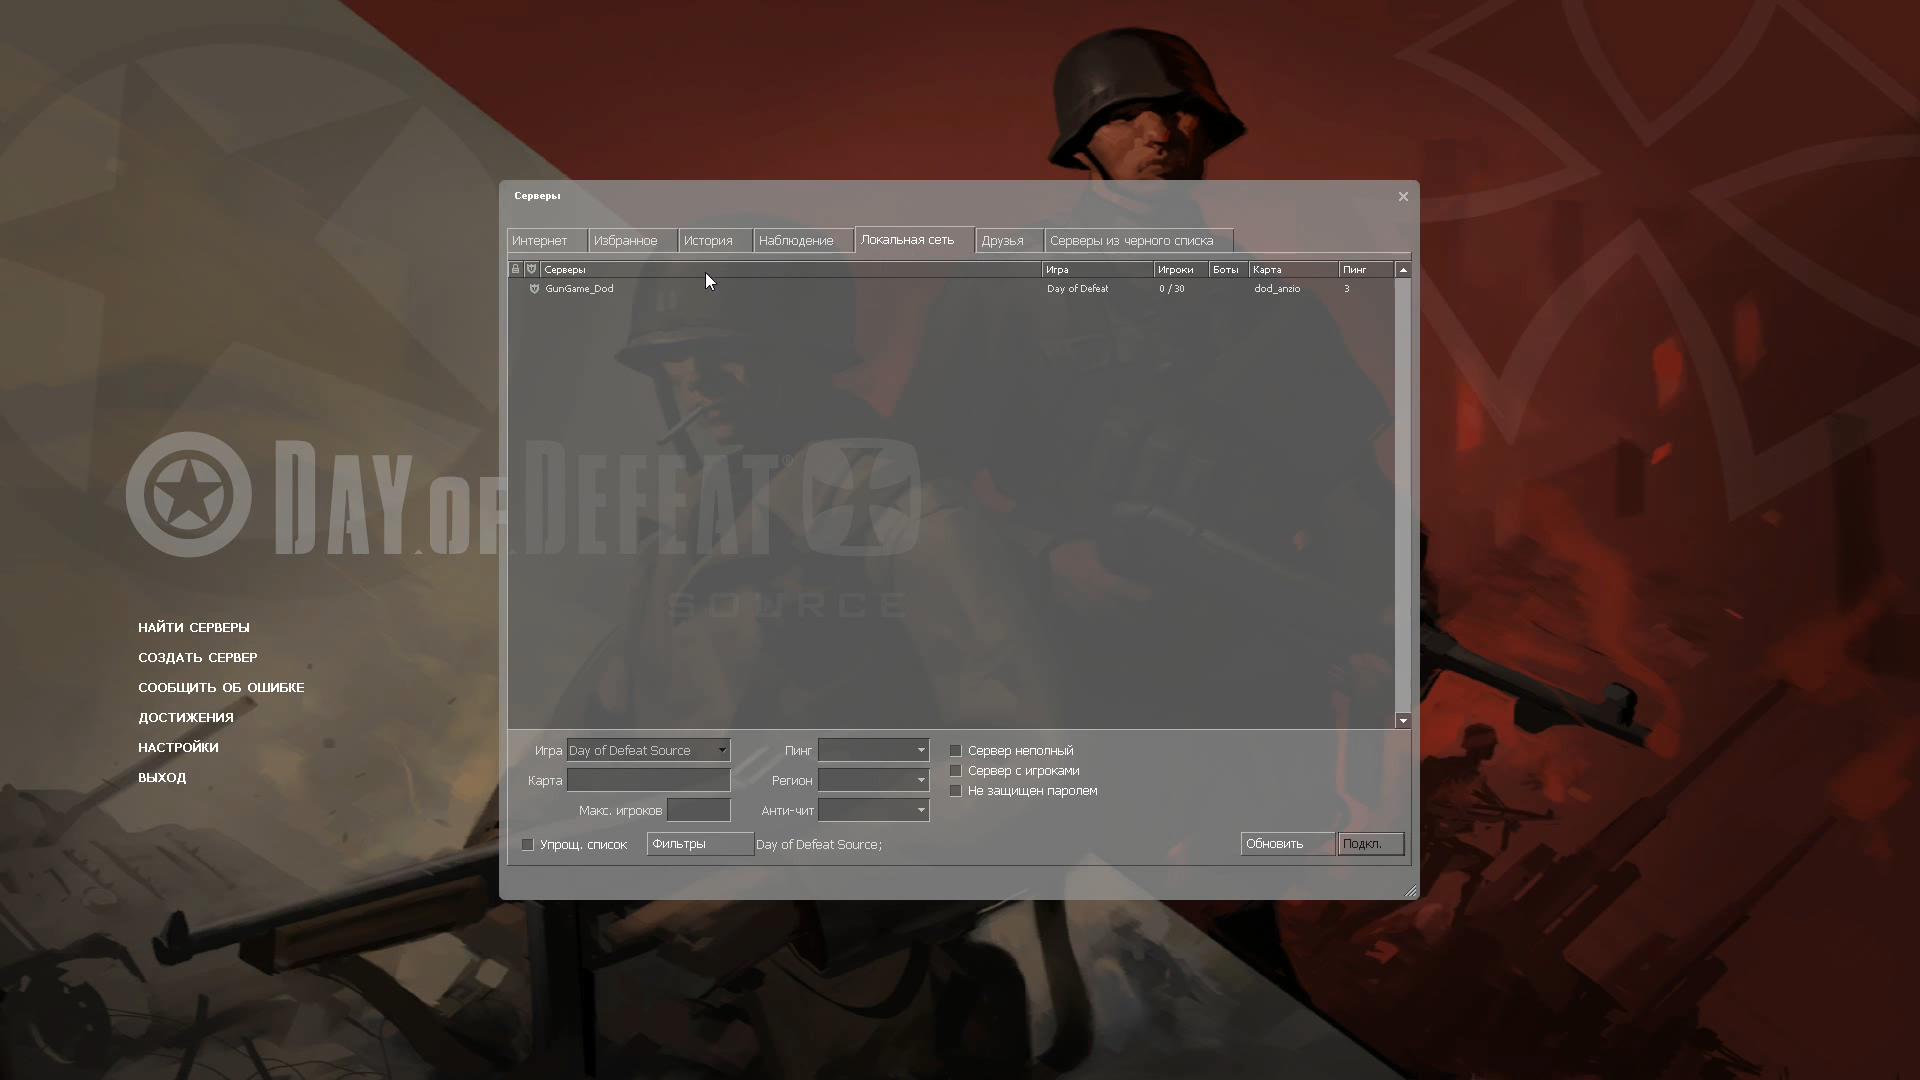 Серверы
Интернет Избранное История Наблюдение Локальная сеть Друзья Серверы из черного списка
Серверы Игра Игроки Боты Карта Пинг
GunGame_Dod Day of Defeat 0 / 30 dod_anzio 3
DAY OF DEFEAT®
SOURCE
НАЙТИ СЕРВЕРЫ
СОЗДАТЬ СЕРВЕР
СООБЩИТЬ ОБ ОШИБКЕ
ДОСТИЖЕНИЯ
НАСТРОЙКИ
ВЫХОД
Игра Day of Defeat Source Пинг Сервер неполный
Карта Регион Сервер с игроками
Макс. игроков Анти-чит Не защищен паролем
Упрощ. список Фильтры Day of Defeat Source; Обновить Подкл.